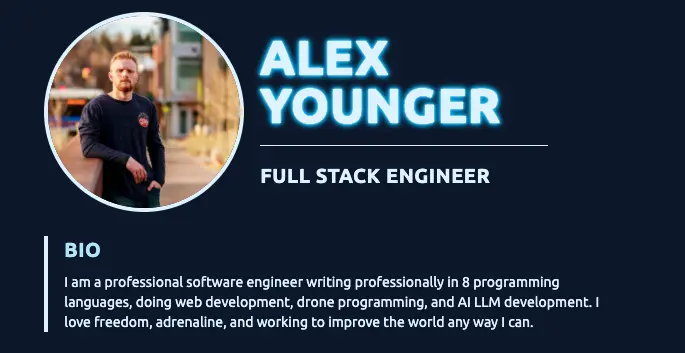 ALEX
YOUNGER
FULL STACK ENGINEER
BIO
I am a professional software engineer writing professionally in 8 programming
languages, doing web development, drone programming, and AI LLM development. I
love freedom, adrenaline, and working to improve the world any way I can.